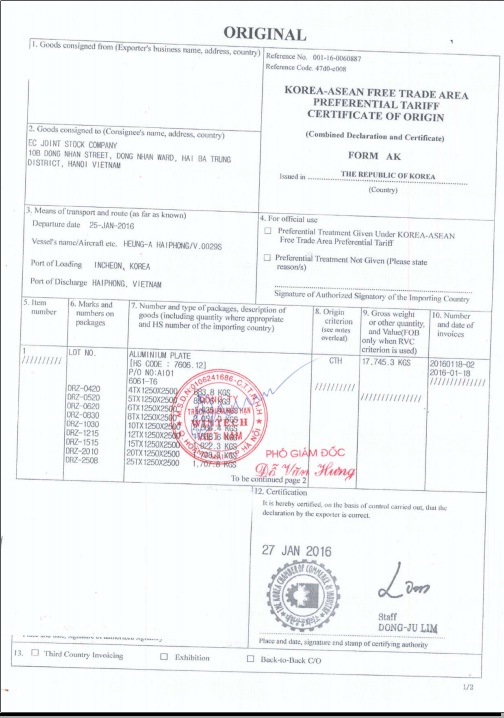 ORIGINAL
1. Goods consigned from (Exporter's business name, address, country)
Reference No. 001-16-0060887
Reference Code. 47d0-e008
KOREA-ASEAN FREE TRADE AREA
PREFERENTIAL TARIFF
CERTIFICATE OF ORIGIN
(Combined Declaration and Certificate)
FORM AK
Issued in THE REPUBLIC OF KOREA
(Country)
2. Goods consigned to (Consignee's name, address, country)
EC JOINT STOCK COMPANY
10B DONG NHAN STREET, DONG NHAN WARD, HAI BA TRUNG
DISTRICT, HANOI VIETNAM
3. Means of transport and route (as far as known)
Departure date 25-JAN-2016
Vessel's name/Aircraft etc. HEUNG-A HAIPHONG/V.0029S
Port of Loading INCHEON, KOREA
Port of Discharge HAIPHONG, VIETNAM
4. For official use
☐ Preferential Treatment Given Under KOREA-ASEAN
Free Trade Area Preferential Tariff
☐ Preferential Treatment Not Given (Please state
reason/s)
Signature of Authorized Signatory of the Importing Country
5. Item
number
6. Marks and
numbers on
packages
7. Number and type of packages, description of
goods (including quantity where appropriate
and HS number of the importing country)
8. Origin
criterion
(see notes
overleaf)
9. Gross weight
or other quantity,
and Value(FOB
only when RVC
criterion is used)
10. Number
and date of
invoices
1
LOT NO.
ALUMINIUM PLATE
[HS CODE : 7606.12]
P/O NO:A101
6061-T6
CTH
17,745.3 KGS
20160118-02
2016-01-18
DRZ-0420 4TX1250X2500
DRZ-0520 5TX1250X2500
DRZ-0620 6TX1250X2500
DRZ-0830 8TX1250X2500
DRZ-1030 10TX1250X2500
DRZ-1215 12TX1250X2500
DRZ-1515 15TX1250X2500
DRZ-2010 20TX1250X2500
DRZ-2508 25TX1250X2500 1,707.8 KGS
WINTECH
VIỆT NAM
PHÓ GIÁM ĐỐC
Đỗ Văn Hưng
To be continued page 2
12. Certification
It is hereby certified, on the basis of control carried out, that the
declaration by the exporter is correct.
27 JAN 2016
Staff
DONG-JU LIM
Place and date, signature and stamp of certifying authority
13. ☐ Third Country Invoicing ☐ Exhibition ☐ Back-to-Back C/O
1/2